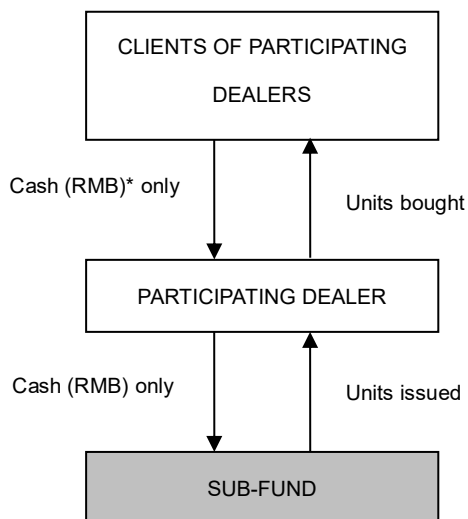 CLIENTS OF PARTICIPATING
DEALERS
Cash (RMB)* only
Units bought
PARTICIPATING DEALER
Cash (RMB) only
Units issued
SUB-FUND